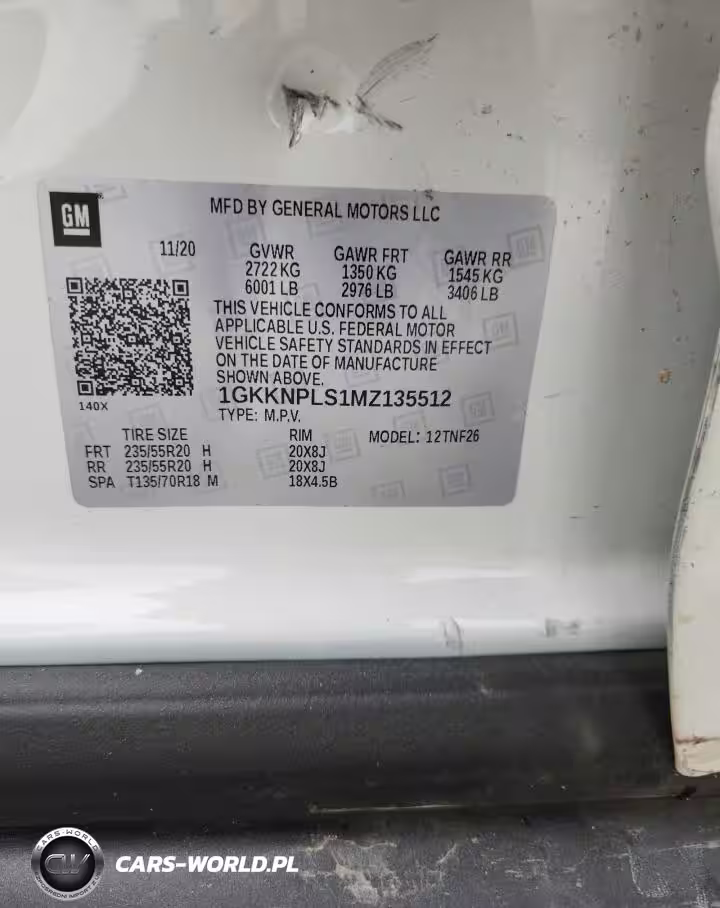 GM
MFD BY GENERAL MOTORS LLC
11/20 GVWR GAWR FRT GAWR RR
2722 KG 1350 KG 1545 KG
6001 LB 2976 LB 3406 LB
THIS VEHICLE CONFORMS TO ALL
APPLICABLE U.S. FEDERAL MOTOR
VEHICLE SAFETY STANDARDS IN EFFECT
ON THE DATE OF MANUFACTURE
SHOWN ABOVE.
140X
1GKKNPLS1MZ135512
TYPE: M.P.V.
TIRE SIZE RIM MODEL: 12TNF26
FRT 235/55R20 H 20X8J
RR 235/55R20 H 20X8J
SPA T135/70R18 M 18X4.5B
CARS-WORLD
CARS-WORLD.PL